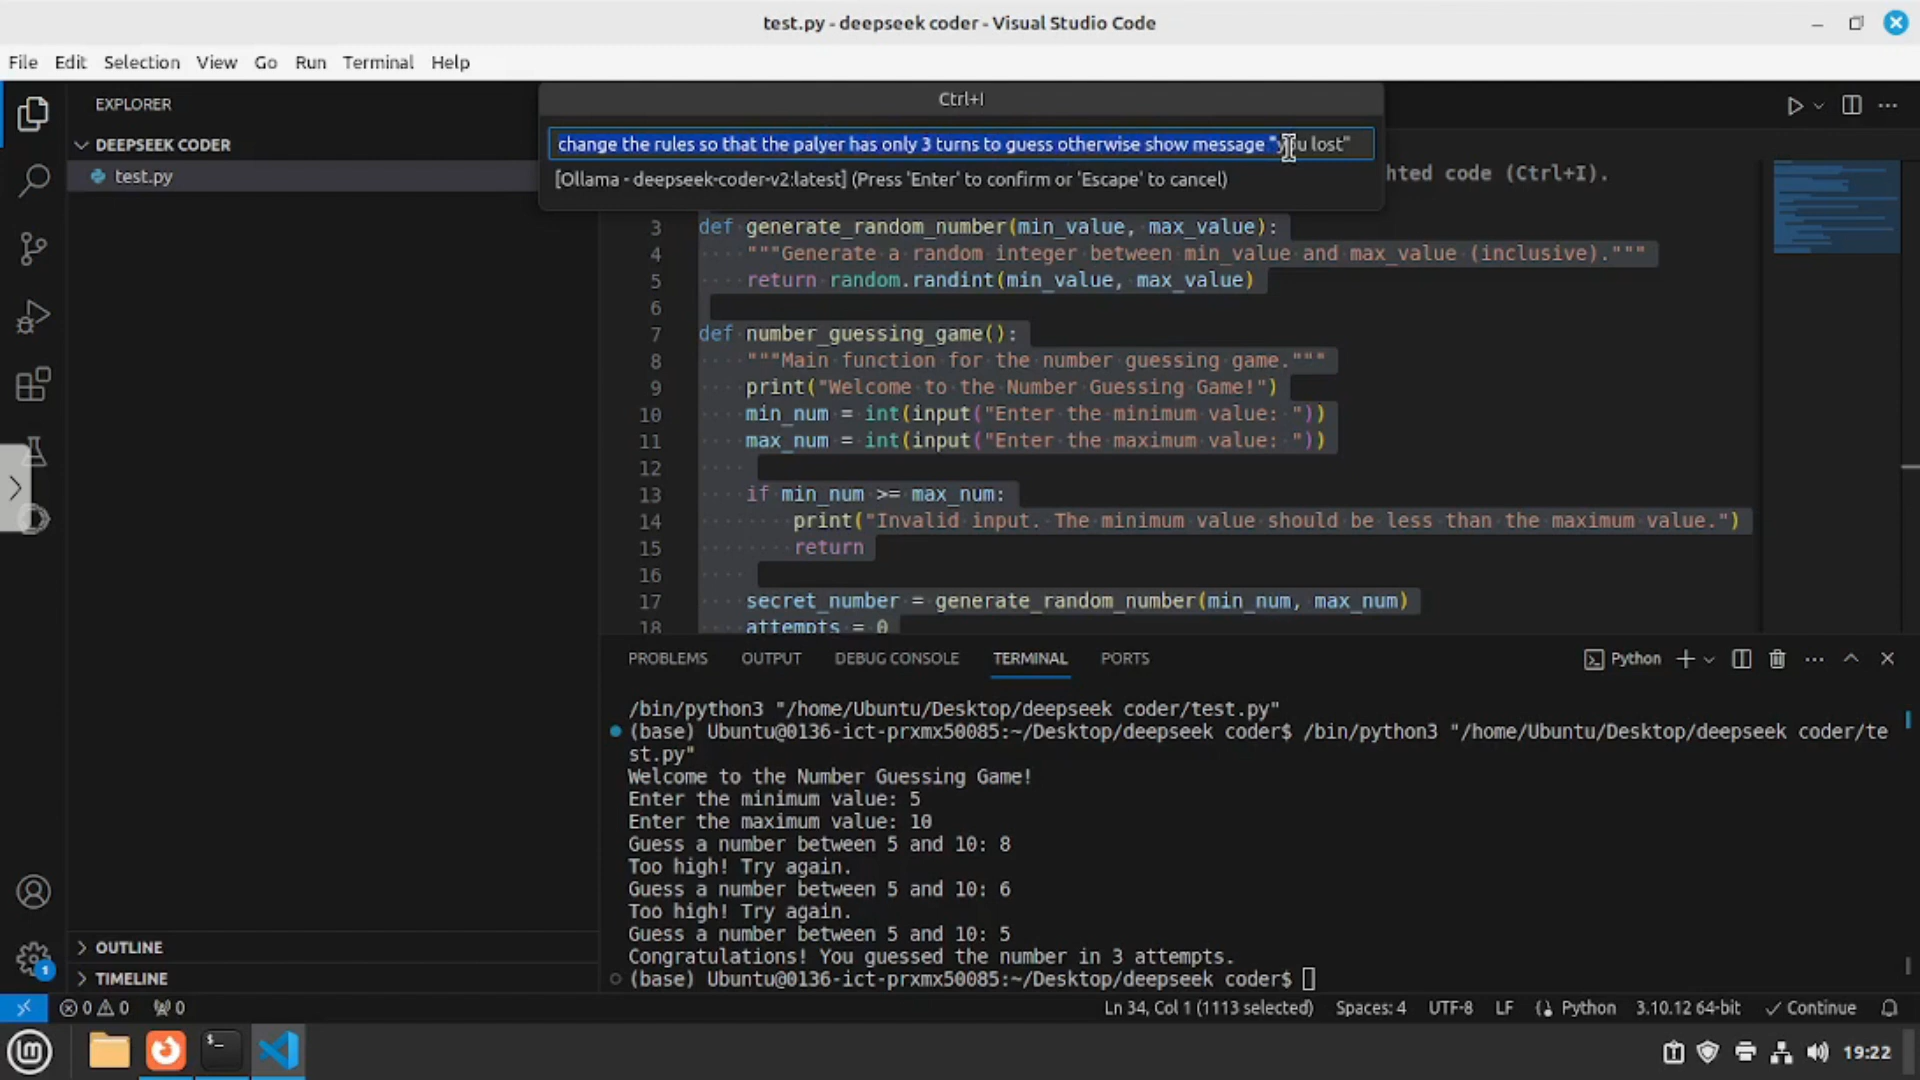 test.py - deepseek coder - Visual Studio Code
File Edit Selection View Go Run Terminal Help
EXPLORER
DEEPSEEK CODER
test.py
Ctrl+I
change the rules so that the palyer has only 3 turns to guess otherwise show message "you lost"
[Ollama - deepseek-coder-v2:latest] (Press 'Enter' to confirm or 'Escape' to cancel)
hted code (Ctrl+I).
3 def generate_random_number(min_value, max_value):
4 """Generate a random integer between min_value and max_value (inclusive)."""
5 return random.randint(min_value, max_value)
6
7 def number_guessing_game():
8 """Main function for the number guessing game."""
9 print("Welcome to the Number Guessing Game!")
10 min_num = int(input("Enter the minimum value: "))
11 max_num = int(input("Enter the maximum value: "))
12
13 if min_num >= max_num:
14 print("Invalid input. The minimum value should be less than the maximum value.")
15 return
16
17 secret_number = generate_random_number(min_num, max_num)
18 attempts = 0
PROBLEMS OUTPUT DEBUG CONSOLE TERMINAL PORTS
Python
/bin/python3 "/home/Ubuntu/Desktop/deepseek coder/test.py"
(base) Ubuntu@0136-ict-prxmx50085:~/Desktop/deepseek coder$ /bin/python3 "/home/Ubuntu/Desktop/deepseek coder/te
st.py"
Welcome to the Number Guessing Game!
Enter the minimum value: 5
Enter the maximum value: 10
Guess a number between 5 and 10: 8
Too high! Try again.
Guess a number between 5 and 10: 6
Too high! Try again.
Guess a number between 5 and 10: 5
Congratulations! You guessed the number in 3 attempts.
(base) Ubuntu@0136-ict-prxmx50085:~/Desktop/deepseek coder$
OUTLINE
TIMELINE
1
0 0 0
Ln 34, Col 1 (1113 selected) Spaces: 4 UTF-8 LF Python 3.10.12 64-bit Continue
19:22